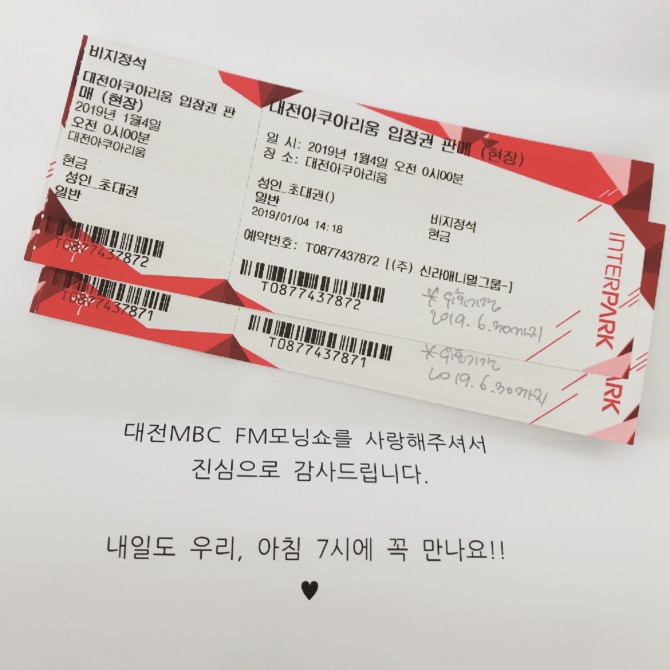 비지정석
대전아쿠아리움 입장권 판
매 (현장)
2019년 1월4일
오전 0시00분
대전아쿠아리움
현금
성인_초대권
일반
T0877437872
대전아쿠아리움 입장권 판매 (현장)
일 시: 2019년 1월4일 오전 0시00분
장 소: 대전아쿠아리움
성인_초대권()
일반
2019/01/04 14:18
비지정석
현금
예약번호: T0877437872 [(주) 신라애니멀그룹-]
T0877437872
유효기간
2019.6.30까지
INTERPARK
T0877437871
T0877437871
유효기간
2019.6.30까지
PARK
대전MBC FM모닝쇼를 사랑해주셔서
진심으로 감사드립니다.
내일도 우리, 아침 7시에 꼭 만나요!!
♥